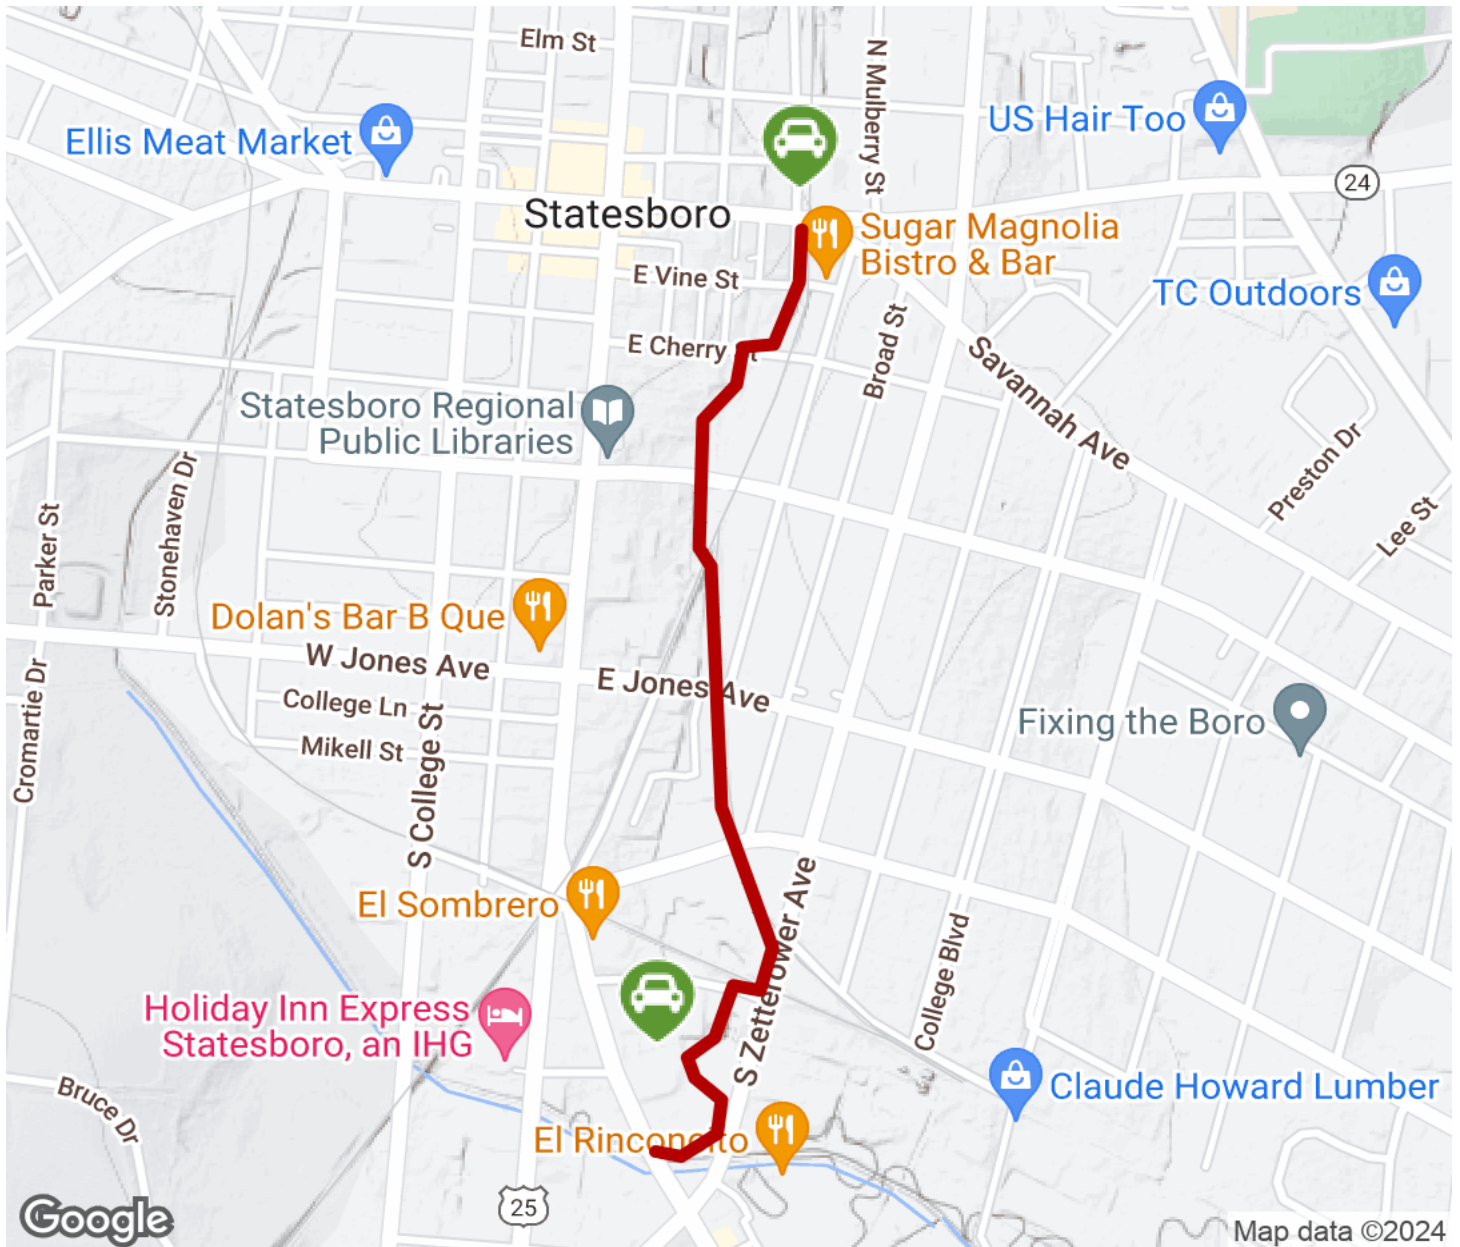 Elm St
N Mulberry St
US Hair Too
Ellis Meat Market
24
Statesboro
Sugar Magnolia
Bistro & Bar
E Vine St
TC Outdoors
Broad St
E Cherry
Savannah Ave
Statesboro Regional
Public Libraries
Preston Dr
Lee St
Stonehaven Dr
Parker St
Dolan's Bar B Que
W Jones Ave
E Jones Ave
College Ln
Mikell St
Cromartie Dr
S College St
Fixing the Boro
El Sombrero
S Zetterower Ave
College Blvd
Holiday Inn Express
Statesboro, an IHG
Bruce Dr
Claude Howard Lumber
El Rinconcito
25
Google
Map data ©2024